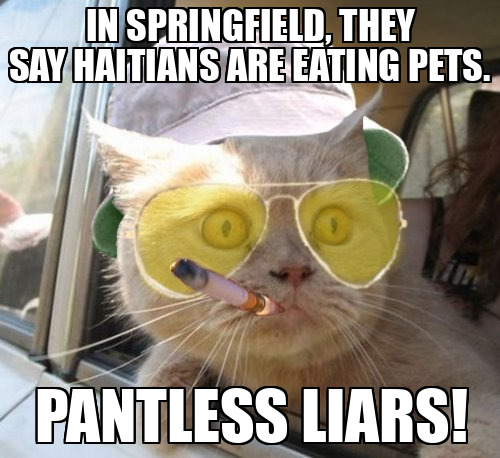 IN SPRINGFIELD, THEY
SAY HAITIANS ARE EATING PETS.
PANTLESS LIARS!